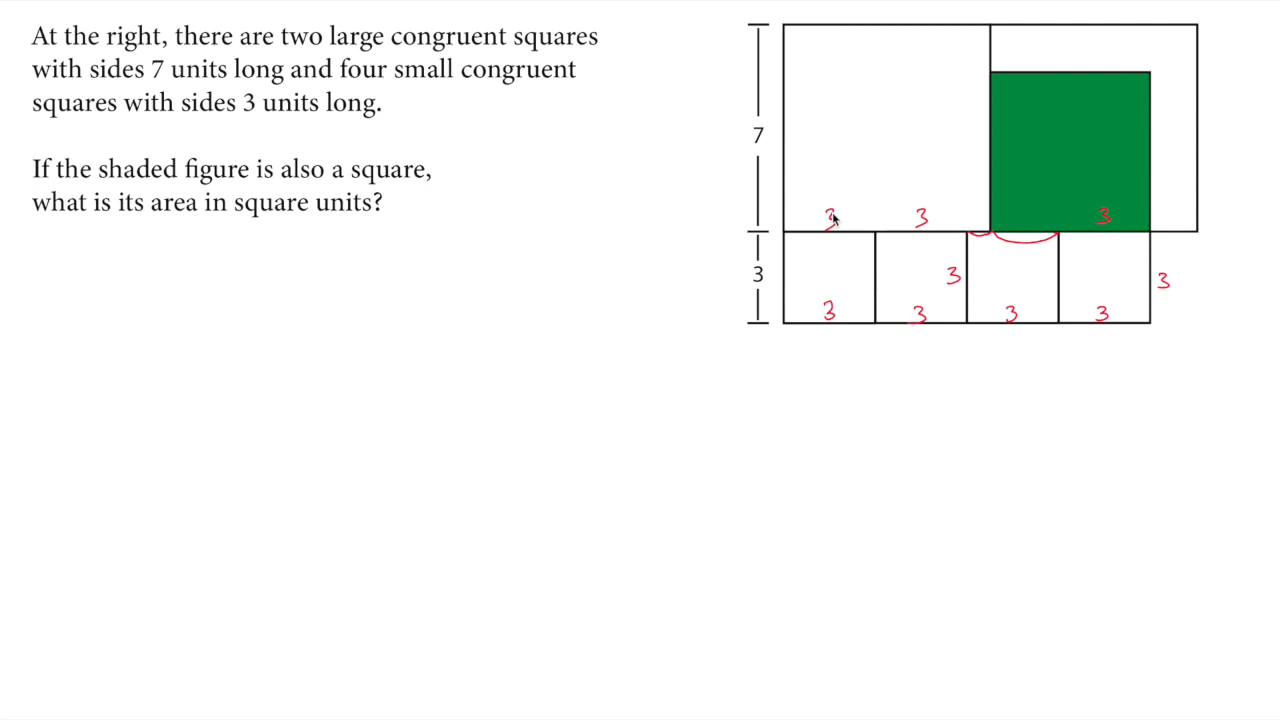 At the right, there are two large congruent squares
with sides 7 units long and four small congruent
squares with sides 3 units long.
If the shaded figure is also a square,
what is its area in square units?
7
3 3 3
3
3 3
3 3 3 3